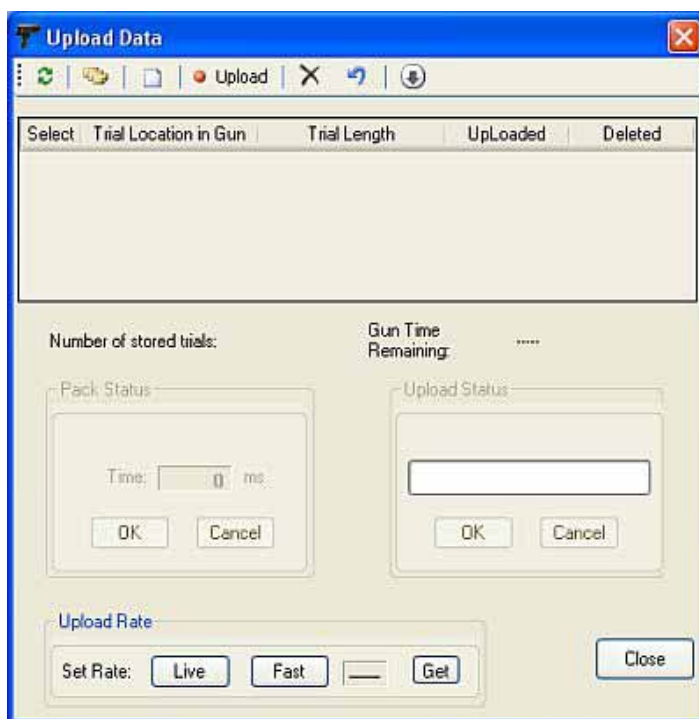 Upload Data
Upload
Select Trial Location in Gun Trial Length UpLoaded Deleted
Number of stored trials:
Gun Time
Remaining: -----
Pack Status
Time: 0 ms
OK Cancel
Upload Status
OK Cancel
Upload Rate
Set Rate: Live Fast Get
Close